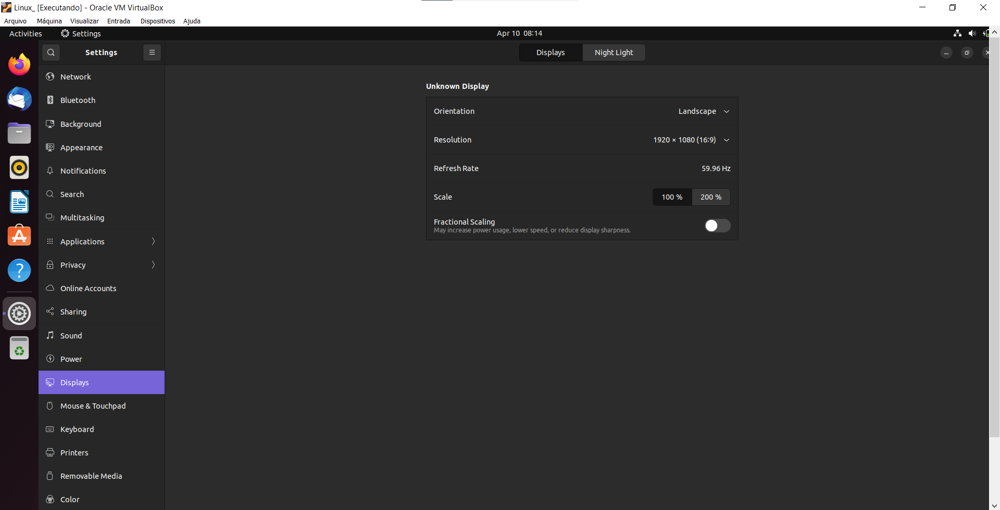 Linux_ [Executando] - Oracle VM VirtualBox
Arquivo Máquina Visualizar Entrada Dispositivos Ajuda
Activities Settings Apr 10 08:14
Settings
Displays Night Light
Network
Bluetooth
Background
Appearance
Notifications
Search
Multitasking
Applications
Privacy
Online Accounts
Sharing
Sound
Power
Displays
Mouse & Touchpad
Keyboard
Printers
Removable Media
Color
Unknown Display
Orientation Landscape
Resolution 1920 × 1080 (16:9)
Refresh Rate 59.96 Hz
Scale 100 % 200 %
Fractional Scaling
May increase power usage, lower speed, or reduce display sharpness.